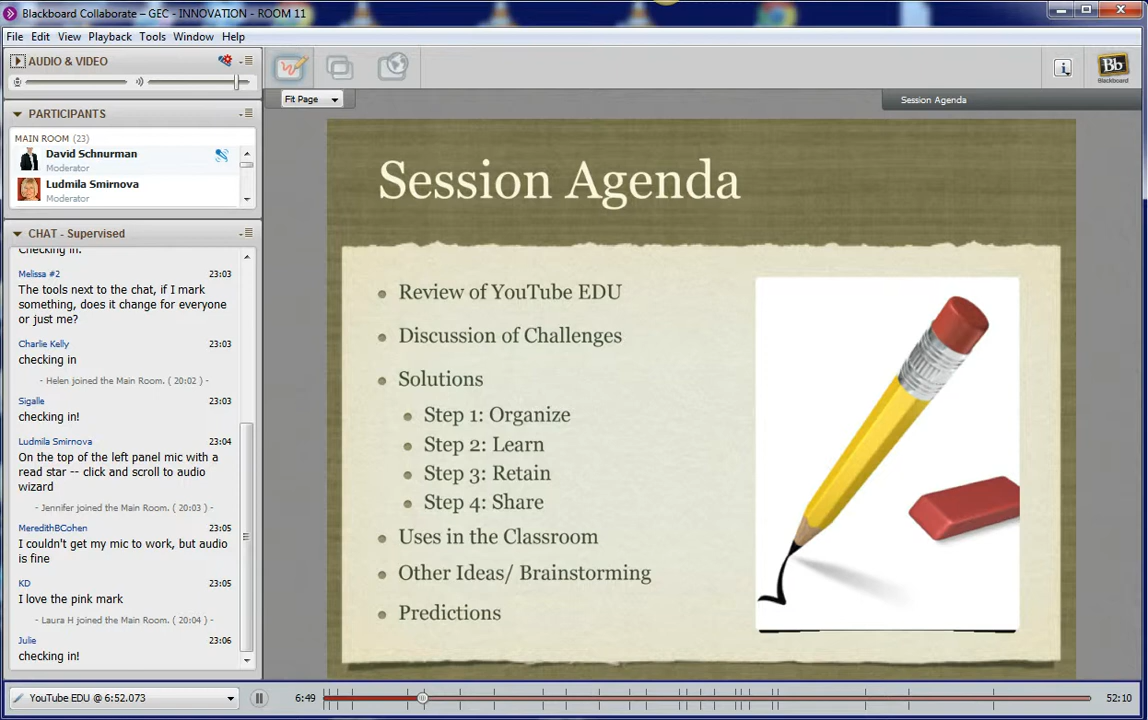 Blackboard Collaborate – GEC - INNOVATION - ROOM 11
File Edit View Playback Tools Window Help
AUDIO & VIDEO
PARTICIPANTS
MAIN ROOM (23)
David Schnurman
Moderator
Ludmila Smirnova
Moderator
CHAT - Supervised
Checking in.
Melissa #2 23:03
The tools next to the chat, if I mark
something, does it change for everyone
or just me?
Charlie Kelly 23:03
checking in
- Helen joined the Main Room. ( 20:02 ) -
Sigalle 23:03
checking in!
Ludmila Smirnova 23:04
On the top of the left panel mic with a
read star -- click and scroll to audio
wizard
- Jennifer joined the Main Room. ( 20:03 ) -
MeredithBCohen 23:05
I couldn't get my mic to work, but audio
is fine
KD 23:05
I love the pink mark
- Laura H joined the Main Room. ( 20:04 ) -
Julie 23:06
checking in!
YouTube EDU @ 6:52.073
Fit Page
Session Agenda
Bb
Blackboard
Session Agenda
Review of YouTube EDU
Discussion of Challenges
Solutions
Step 1: Organize
Step 2: Learn
Step 3: Retain
Step 4: Share
Uses in the Classroom
Other Ideas/ Brainstorming
Predictions
6:49
52:10